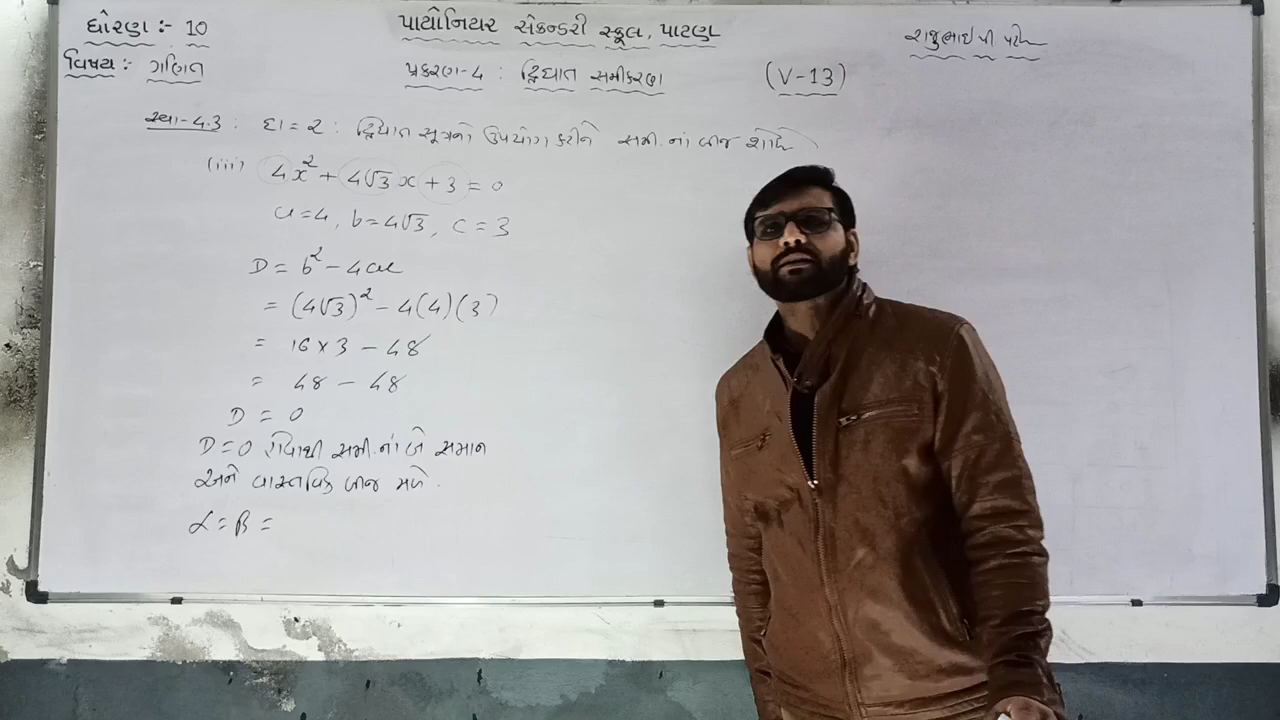 ધોરણ :- 10
પાયોનિયર સેકન્ડરી સ્કૂલ, પાટણ
રાજુભાઇ પી. પટેલ
વિષય : ગણિત
પ્રકરણ-4 : દ્વિઘાત સમીકરણ
(V-13)
સ્વા-4.3 : દા = 2 : દ્વિઘાત સૂત્રનો ઉપયોગ કરીને સમી. નાં બીજ શોધો
(iii) 4x² + 4√3 x + 3 = 0
a=4, b=4√3, c=3
D = b² - 4ac
= (4√3)² - 4(4)(3)
= 16 × 3 - 48
= 48 - 48
D = 0
D=0 હોવાથી સમી.નાં બે સમાન
અને વાસ્તવિક બીજ મળે.
α = β =